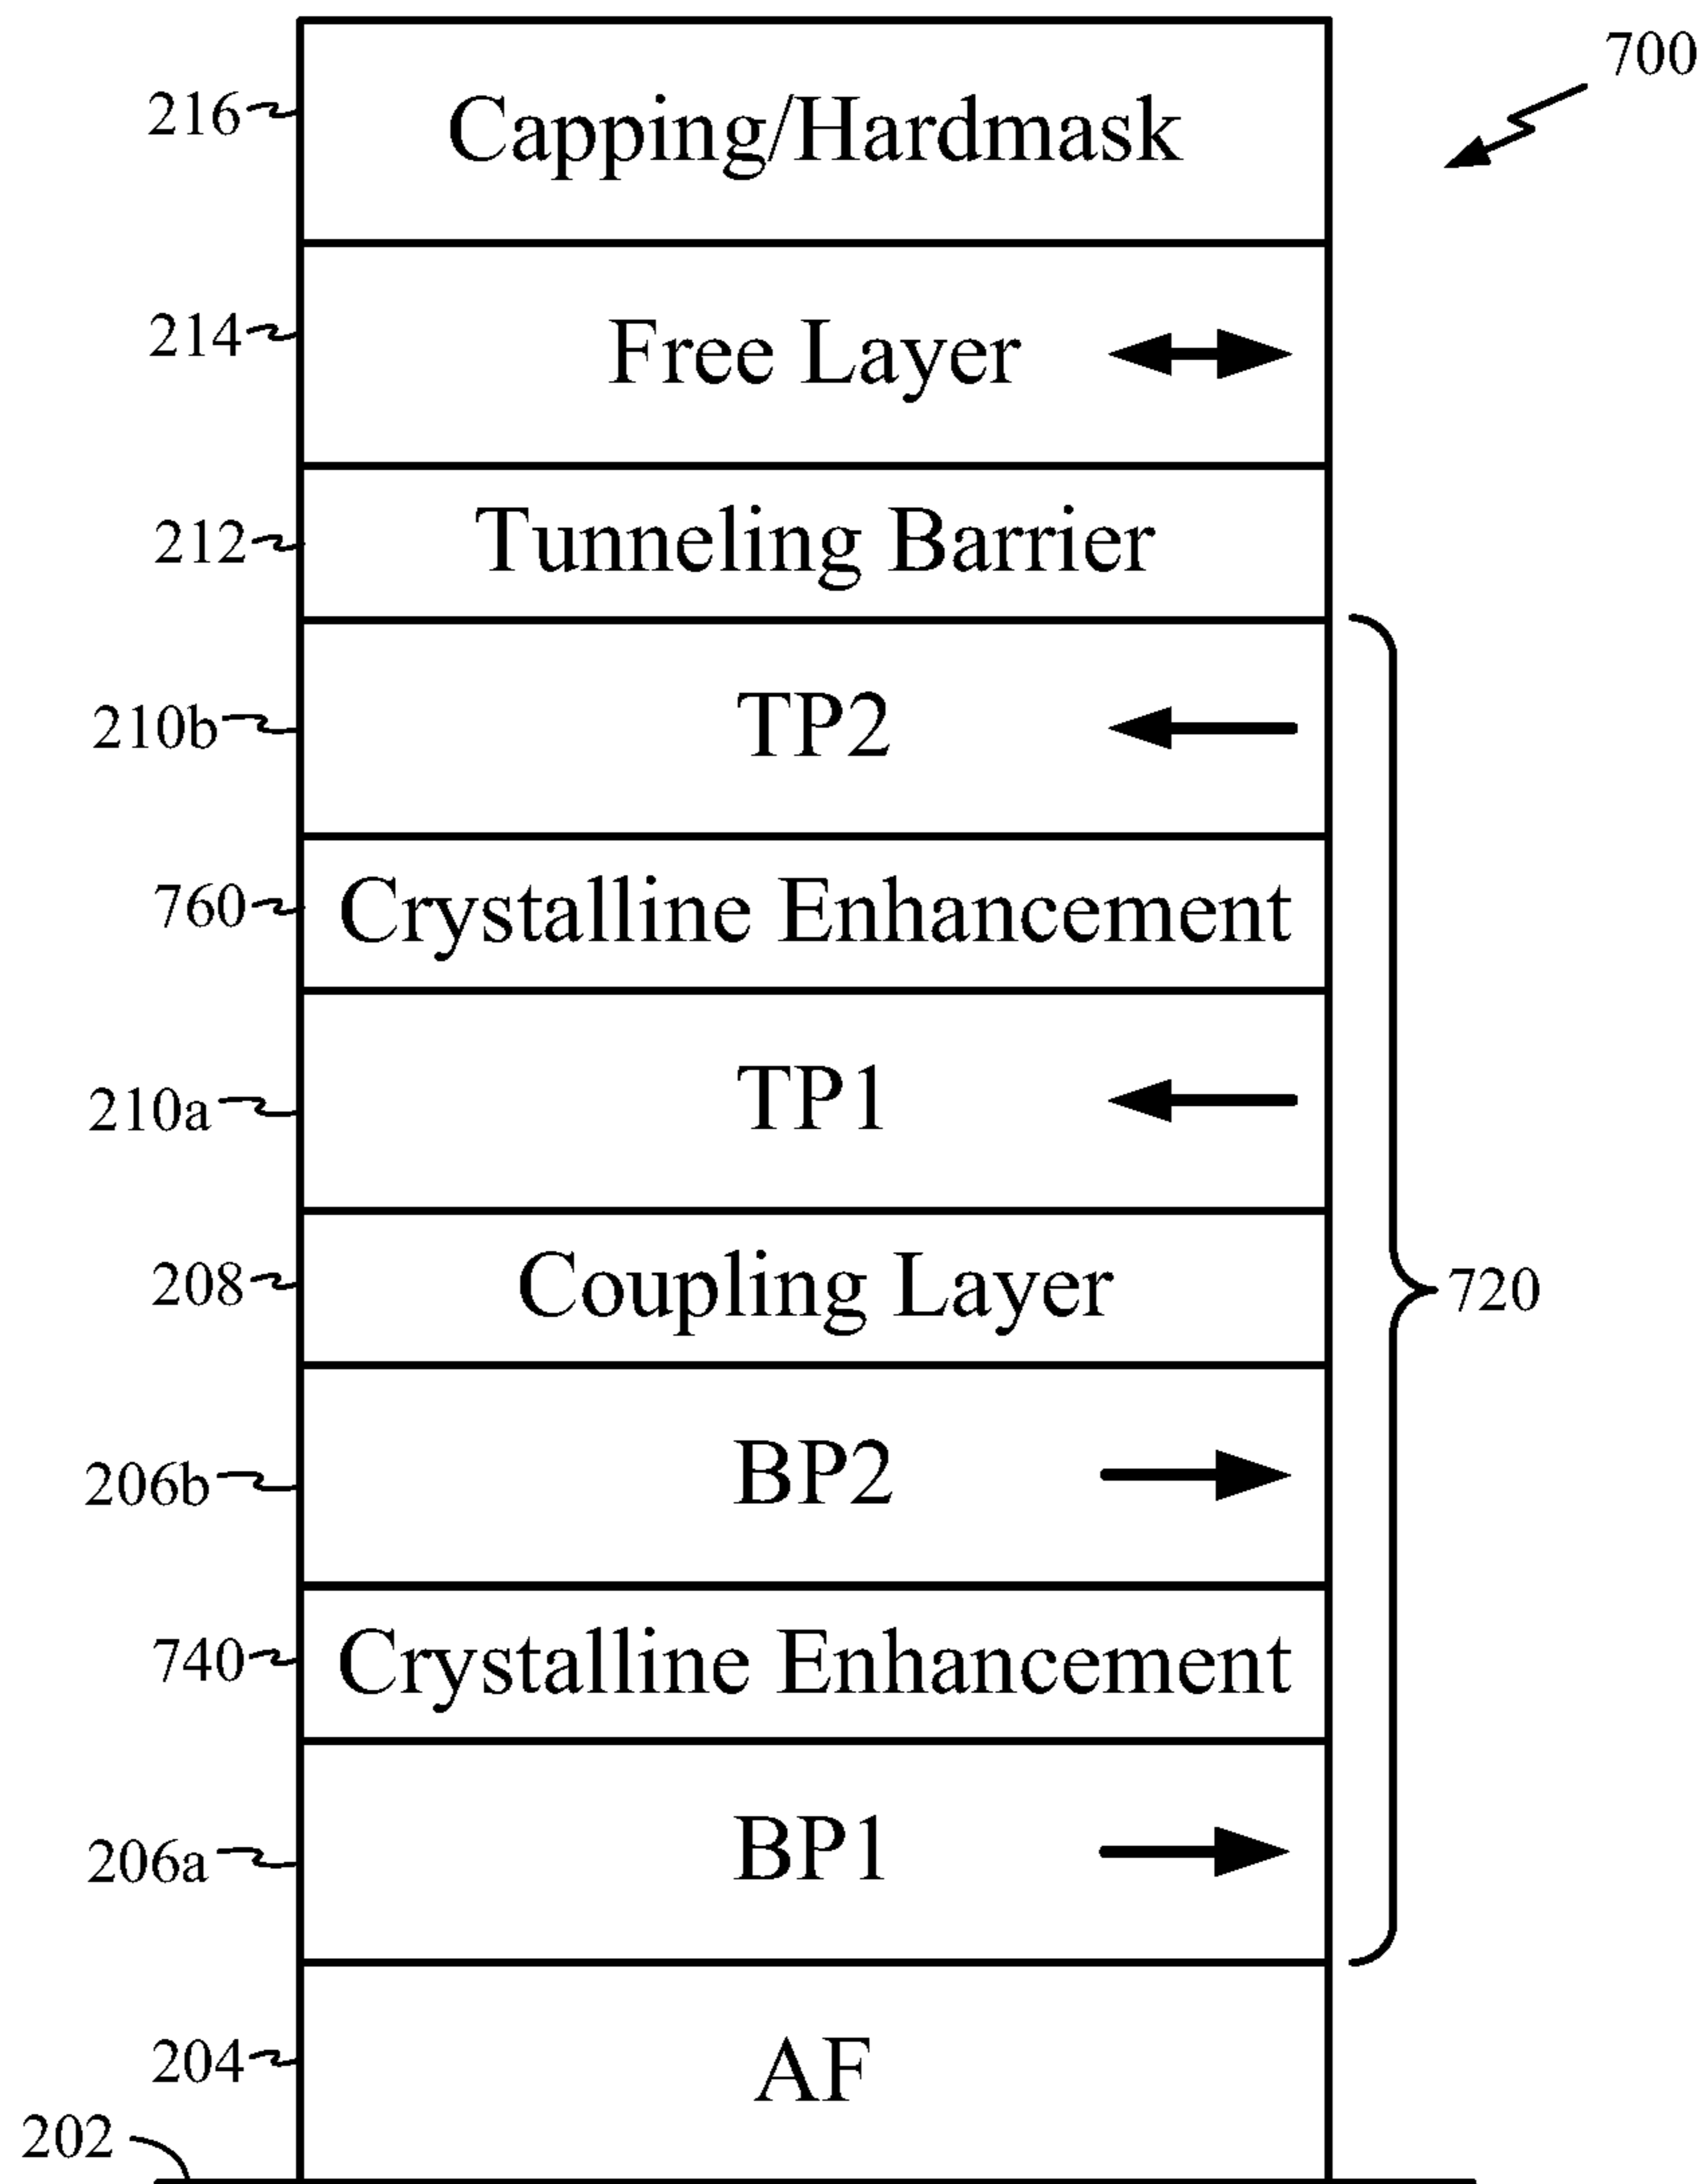 700
216 Capping/Hardmask
214 Free Layer
212 Tunneling Barrier
210b TP2
760 Crystalline Enhancement
210a TP1
208 Coupling Layer
720
206b BP2
740 Crystalline Enhancement
206a BP1
204 AF
202